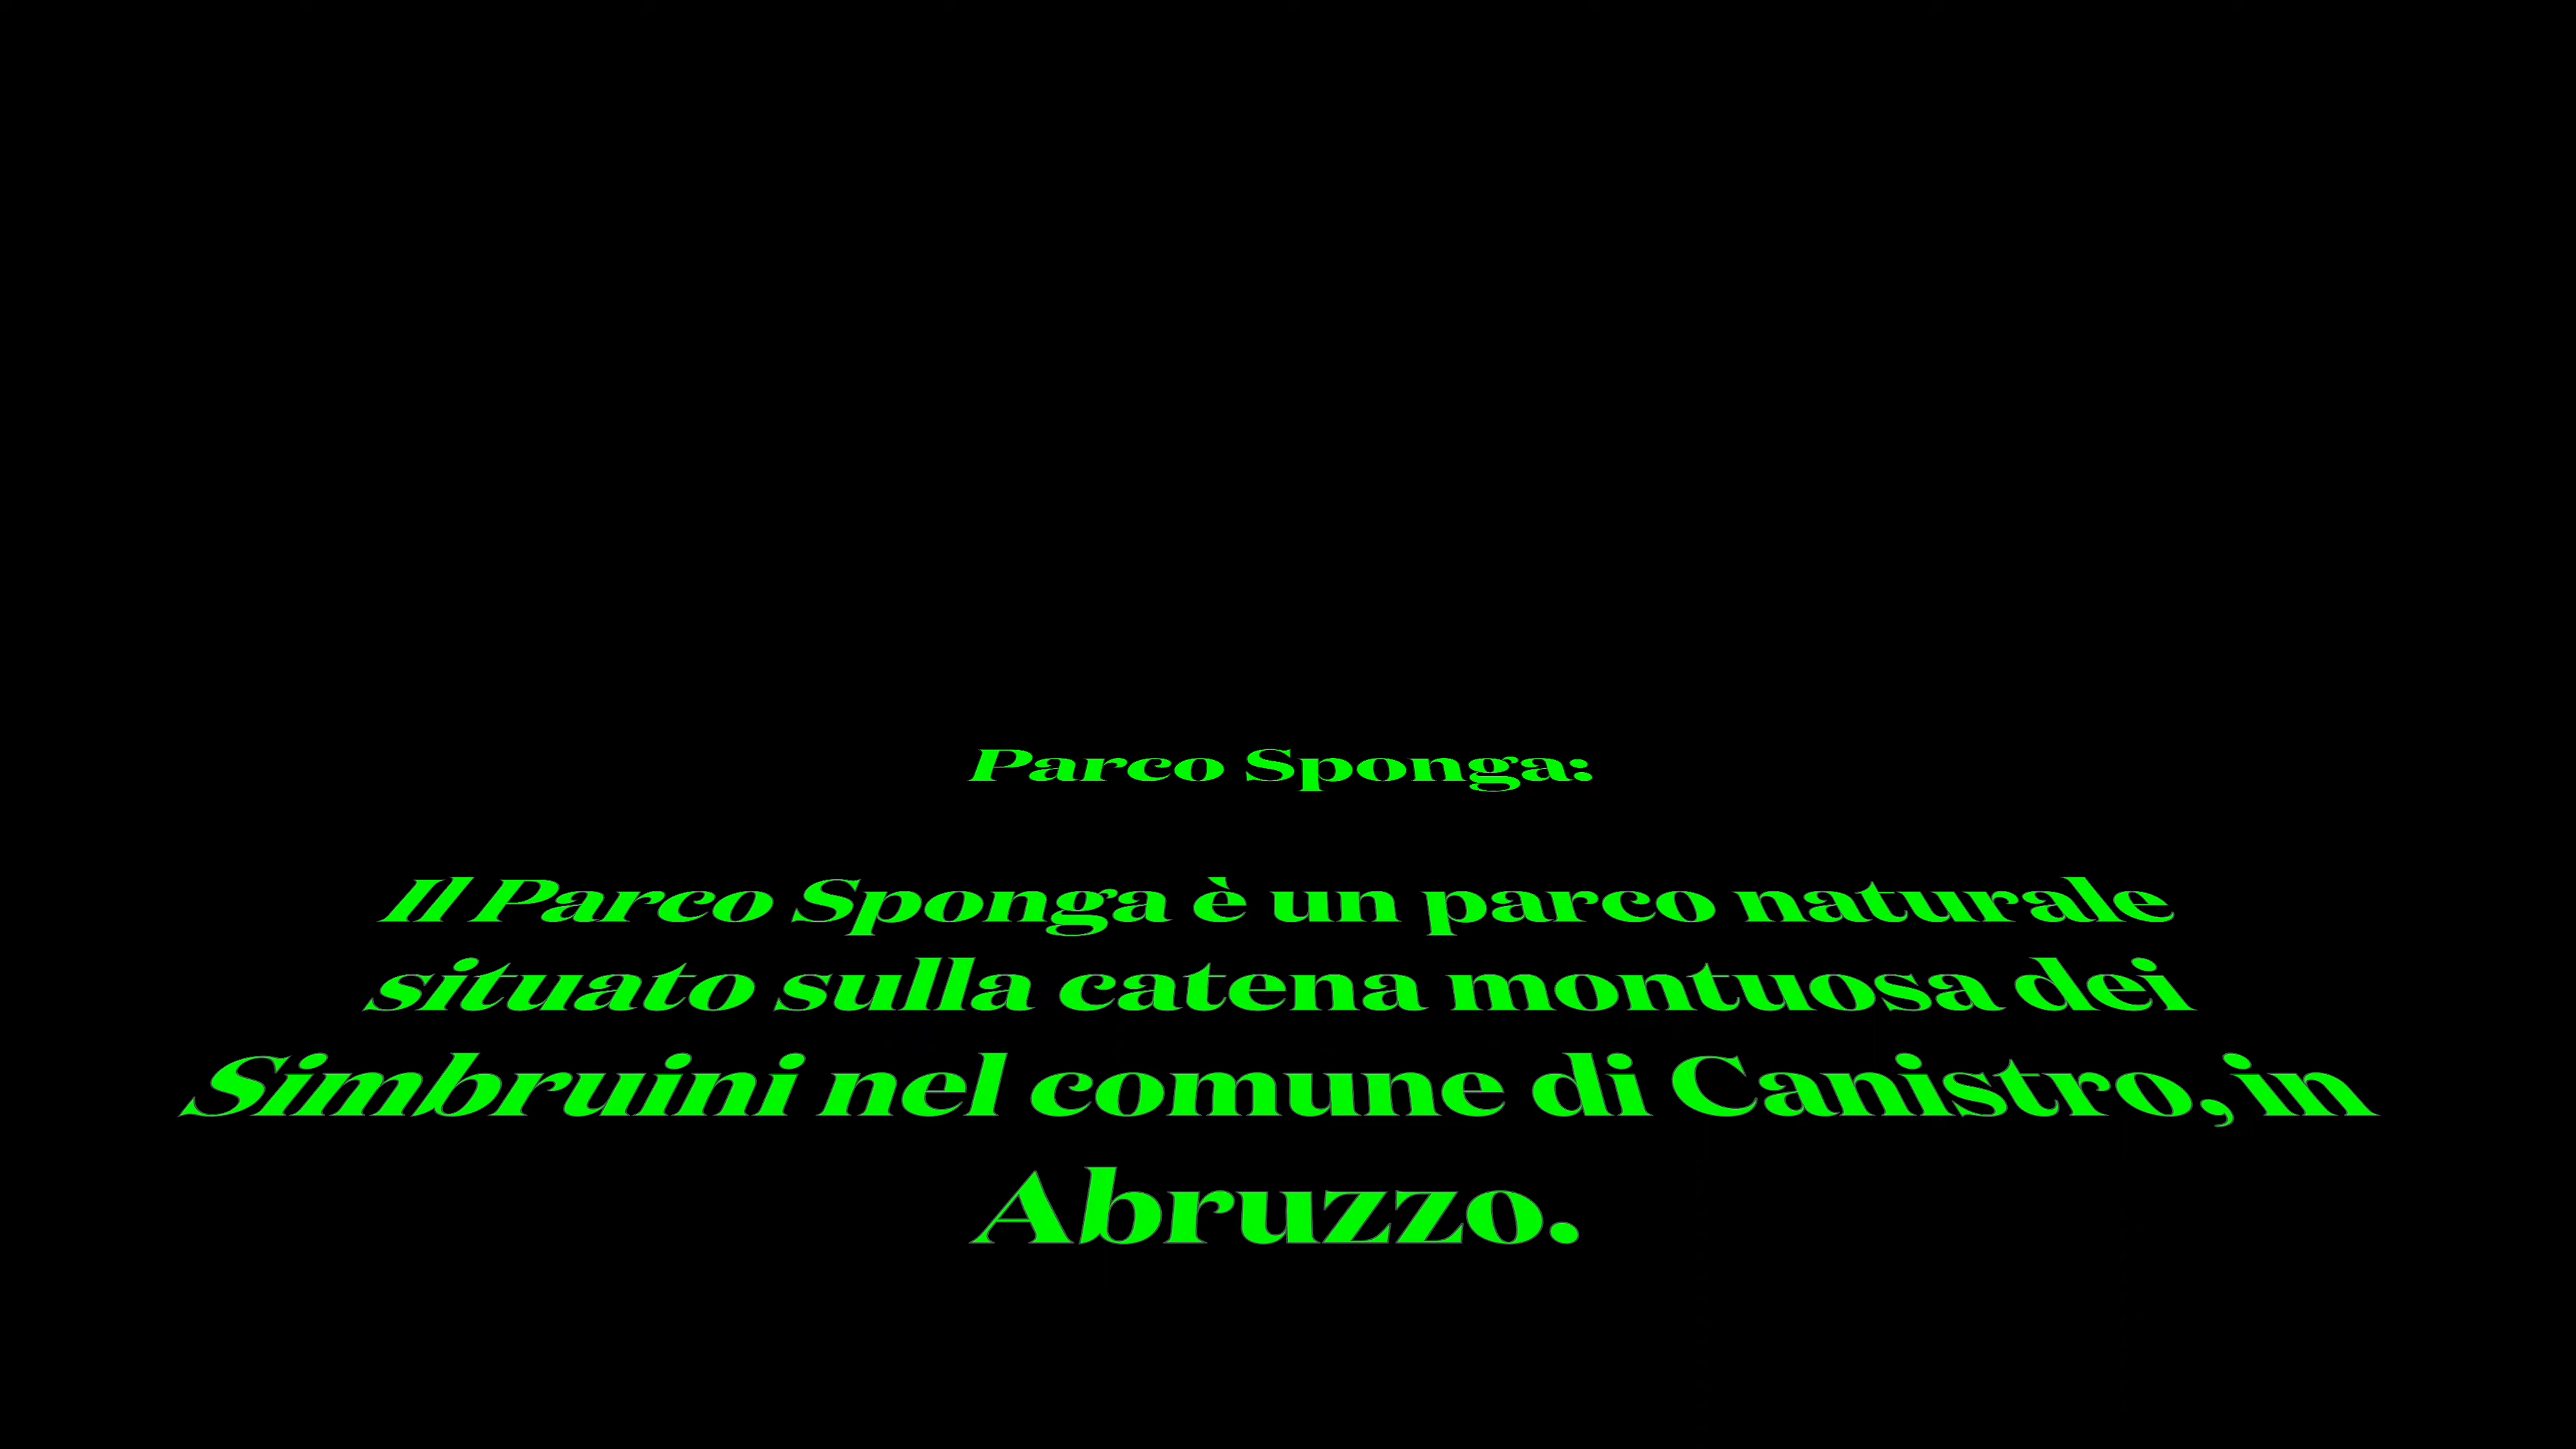 Parco Sponga:
Il Parco Sponga è un parco naturale
situato sulla catena montuosa dei
Simbruini nel comune di Canistro, in
Abruzzo.